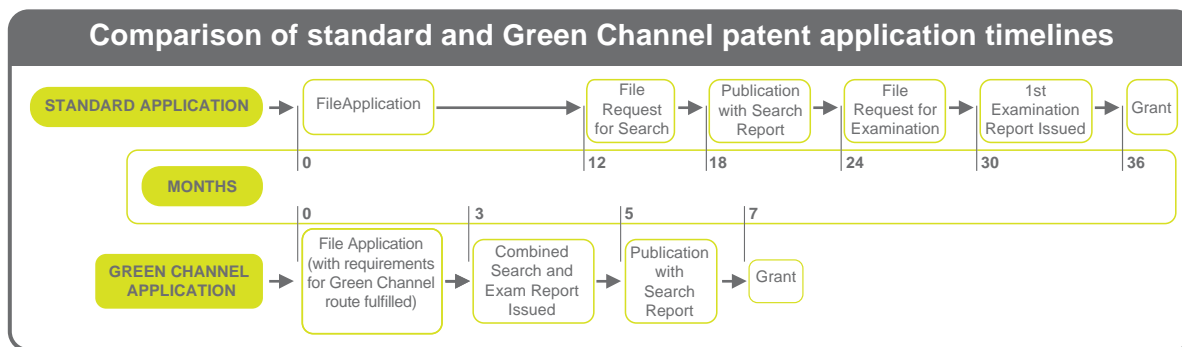 Comparison of standard and Green Channel patent application timelines
STANDARD APPLICATION
FileApplication
File
Request
for Search
Publication
with Search
Report
File
Request for
Examination
1st
Examination
Report Issued
Grant
0
12
18
24
30
36
MONTHS
0
3
5
7
GREEN CHANNEL
APPLICATION
File Application
(with requirements
for Green Channel
route fulfilled)
Combined
Search and
Exam Report
Issued
Publication
with
Search
Report
Grant